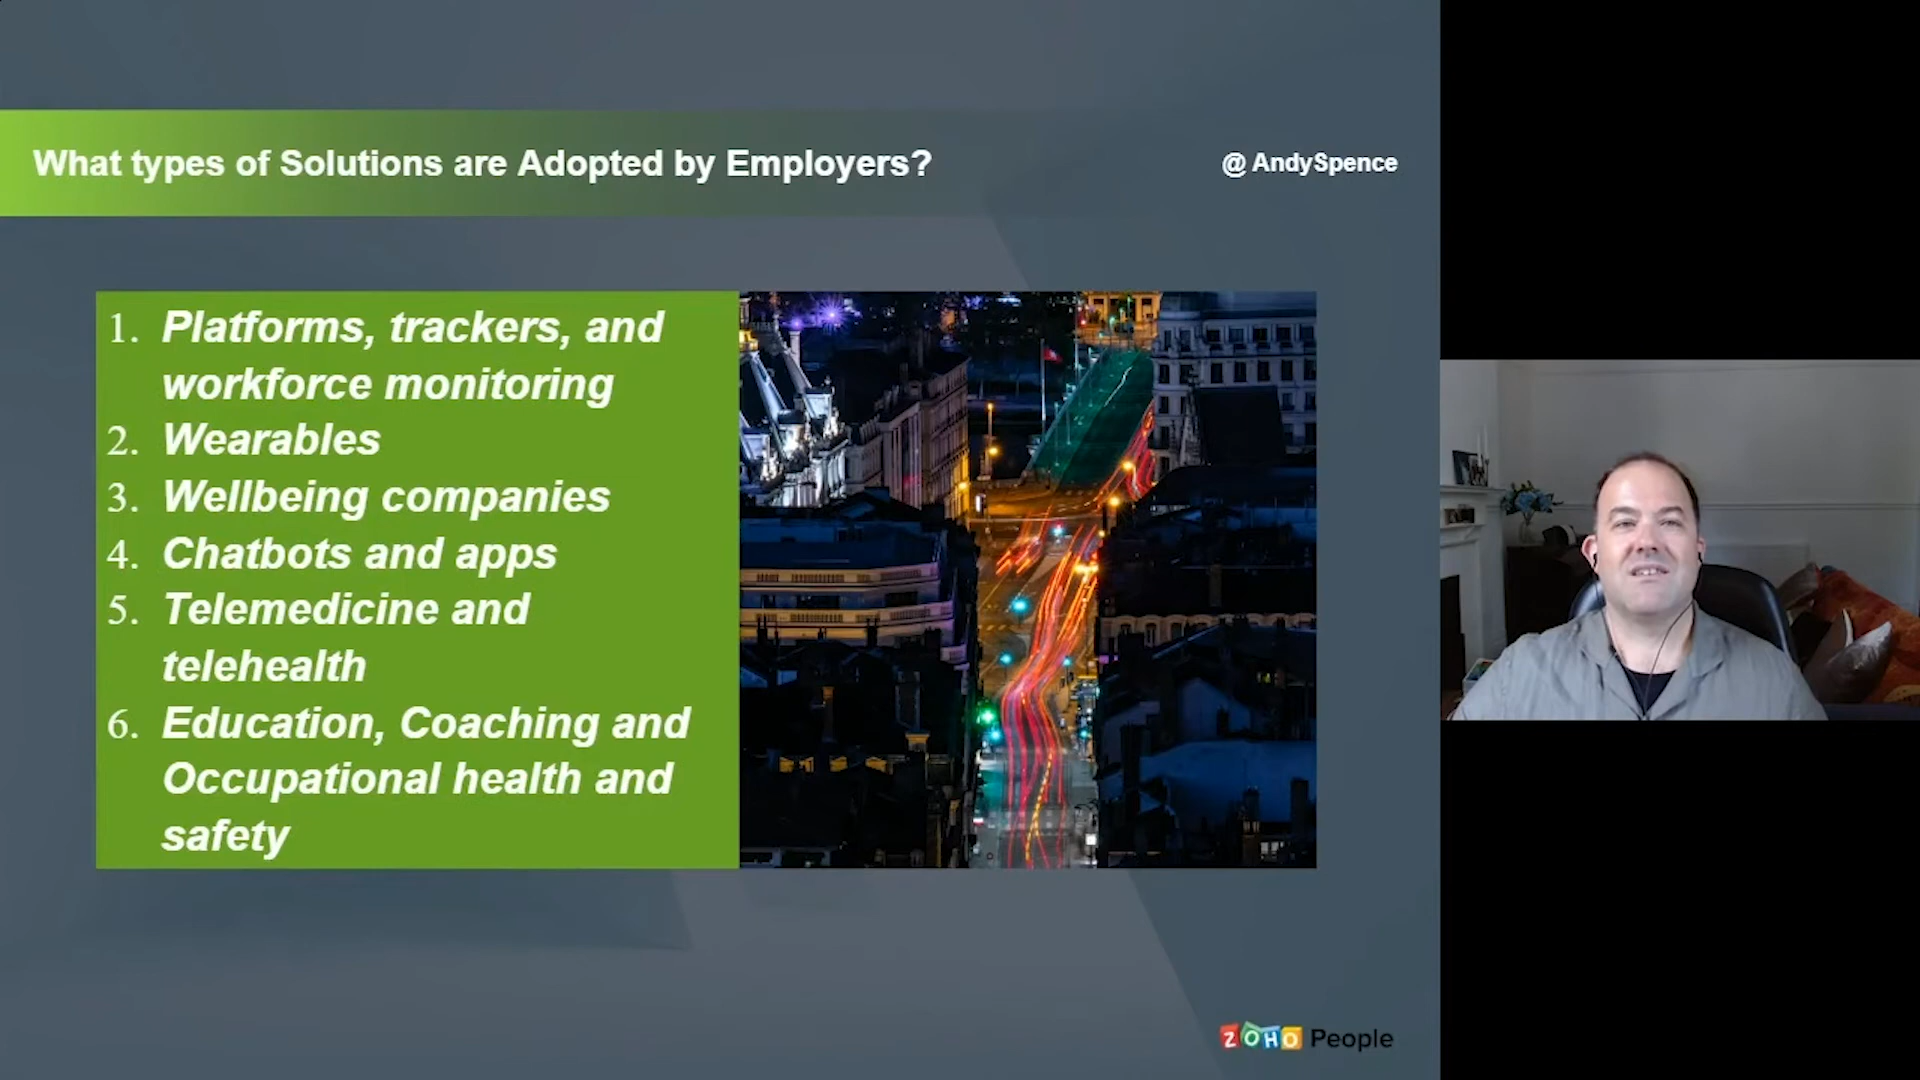 What types of Solutions are Adopted by Employers?
@ AndySpence
1. Platforms, trackers, and
workforce monitoring
2. Wearables
3. Wellbeing companies
4. Chatbots and apps
5. Telemedicine and
telehealth
6. Education, Coaching and
Occupational health and
safety
ZOHO People